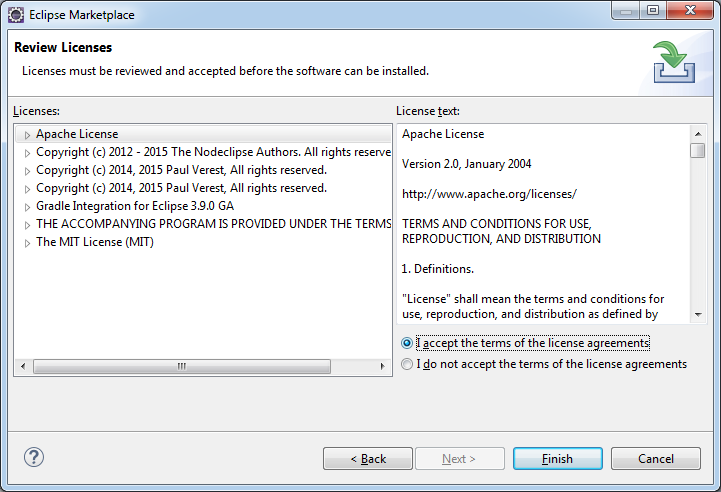 Eclipse Marketplace
Review Licenses
Licenses must be reviewed and accepted before the software can be installed.
Licenses:
Apache License
Copyright (c) 2012 - 2015 The Nodeclipse Authors. All rights reserve
Copyright (c) 2014, 2015 Paul Verest, All rights reserved.
Copyright (c) 2014, 2015 Paul Verest, All rights reserved.
Gradle Integration for Eclipse 3.9.0 GA
THE ACCOMPANYING PROGRAM IS PROVIDED UNDER THE TERMS
The MIT License (MIT)
License text:
Apache License
Version 2.0, January 2004
http://www.apache.org/licenses/
TERMS AND CONDITIONS FOR USE,
REPRODUCTION, AND DISTRIBUTION
1. Definitions.
"License" shall mean the terms and conditions for
use, reproduction, and distribution as defined by
I accept the terms of the license agreements
I do not accept the terms of the license agreements
?
< Back
Next >
Finish
Cancel